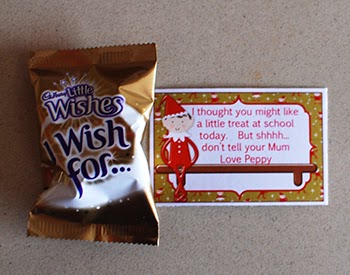 Cadbury Little
Wishes
I Wish
for...
I thought you might like
a little treat at school
today. But shhhh...
don't tell your Mum
Love Peppy